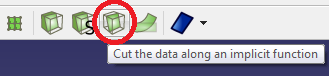 S
Cut the data along an implicit function